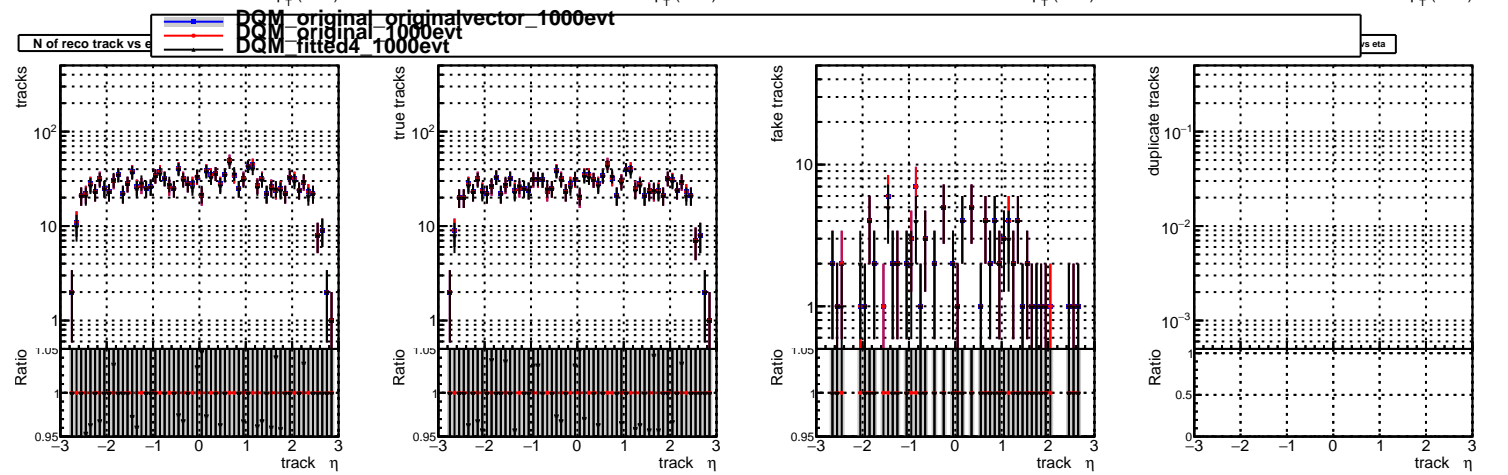 DQM_original_originalvector_1000evt
DQM_original_1000evt
DQM_fitted4_1000evt
N of reco track vs e
vs eta
tracks
10²
10
1
Ratio
1.05
1
0.95
−3 −2 −1 0 1 2 3
track η
true tracks
10²
10
1
Ratio
1.05
1
0.95
−3 −2 −1 0 1 2 3
track η
fake tracks
10
1
Ratio
1.05
1
0.95
−3 −2 −1 0 1 2 3
track η
duplicate tracks
10⁻¹
10⁻²
10⁻³
Ratio
1
0.5
0
−3 −2 −1 0 1 2 3
track η